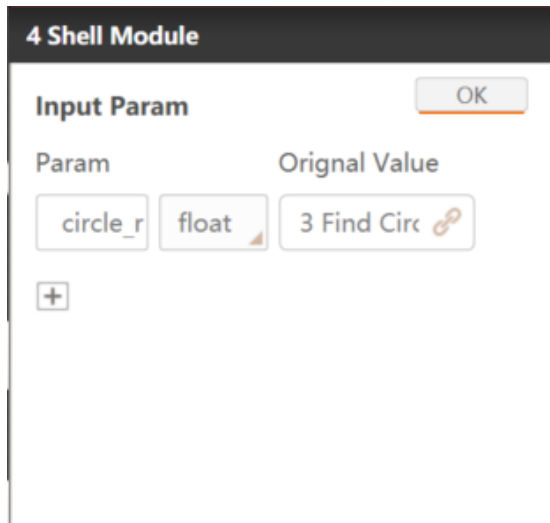 4 Shell Module
Input Param OK
Param Orignal Value
circle_r float 3 Find Circ